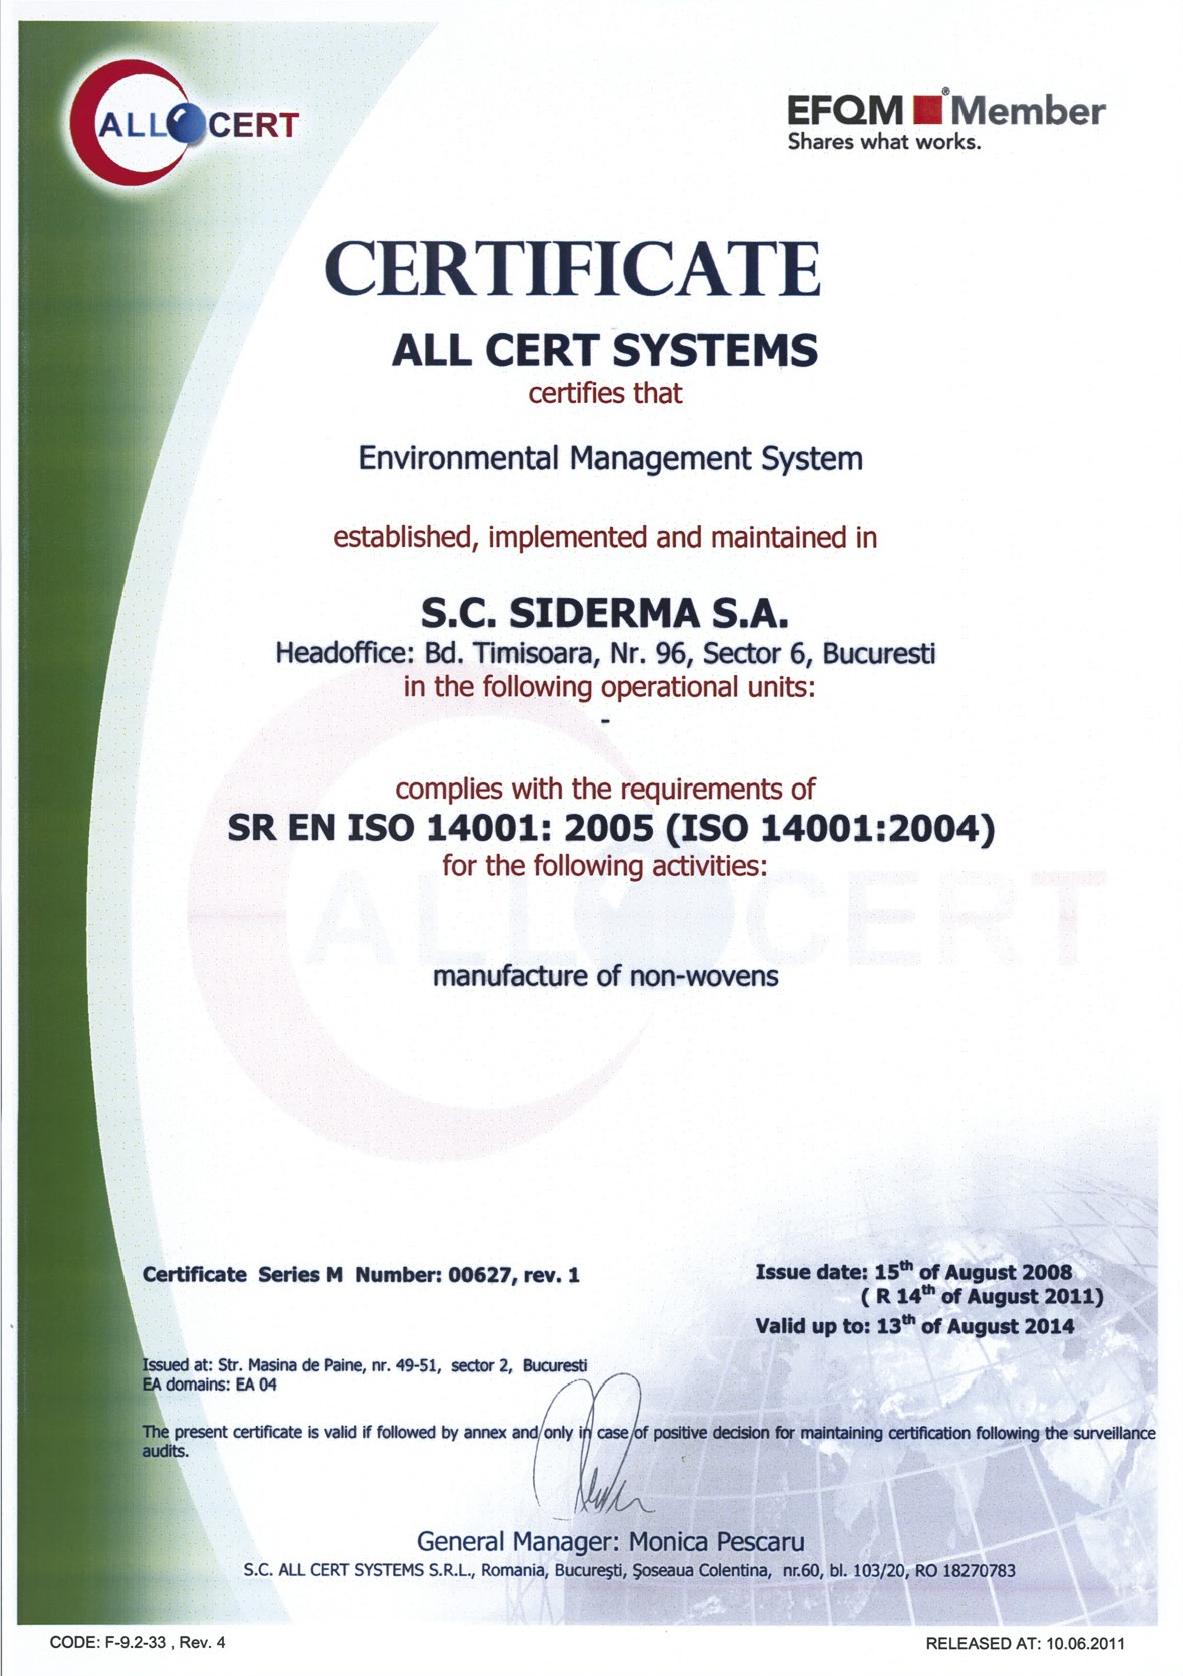 ALL CERT
EFQM ® Member
Shares what works.
CERTIFICATE
ALL CERT SYSTEMS
certifies that
Environmental Management System
established, implemented and maintained in
S.C. SIDERMA S.A.
Headoffice: Bd. Timisoara, Nr. 96, Sector 6, Bucuresti
in the following operational units:
-
complies with the requirements of
SR EN ISO 14001: 2005 (ISO 14001:2004)
for the following activities:
ALL CERT
manufacture of non-wovens
Certificate Series M Number: 00627, rev. 1
Issue date: 15th of August 2008
( R 14th of August 2011)
Valid up to: 13th of August 2014
Issued at: Str. Masina de Paine, nr. 49-51, sector 2, Bucuresti
EA domains: EA 04
The present certificate is valid if followed by annex and only in case of positive decision for maintaining certification following the surveillance
audits.
General Manager: Monica Pescaru
S.C. ALL CERT SYSTEMS S.R.L., Romania, Bucureşti, Şoseaua Colentina, nr.60, bl. 103/20, RO 18270783
CODE: F-9.2-33 , Rev. 4
RELEASED AT: 10.06.2011